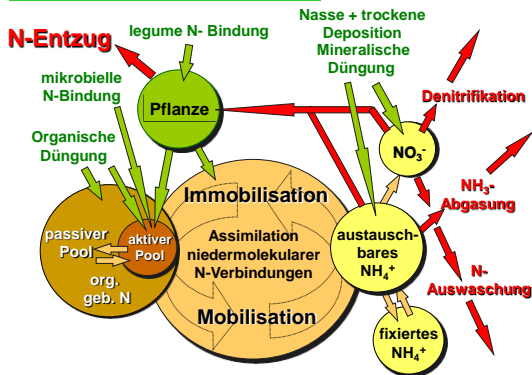 N-Entzug
legume N- Bindung
Nasse + trockene
Deposition
Mineralische
Düngung
mikrobielle
N-Bindung
Pflanze
Denitrifikation
Organische
Düngung
NO₃⁻
NH₃-
Abgasung
Immobilisation
passiver
Pool
aktiver
Pool
Assimilation
niedermolekularer
N-Verbindungen
austausch-
bares
NH₄⁺
org.
geb. N
N-
Auswaschung
Mobilisation
fixiertes
NH₄⁺